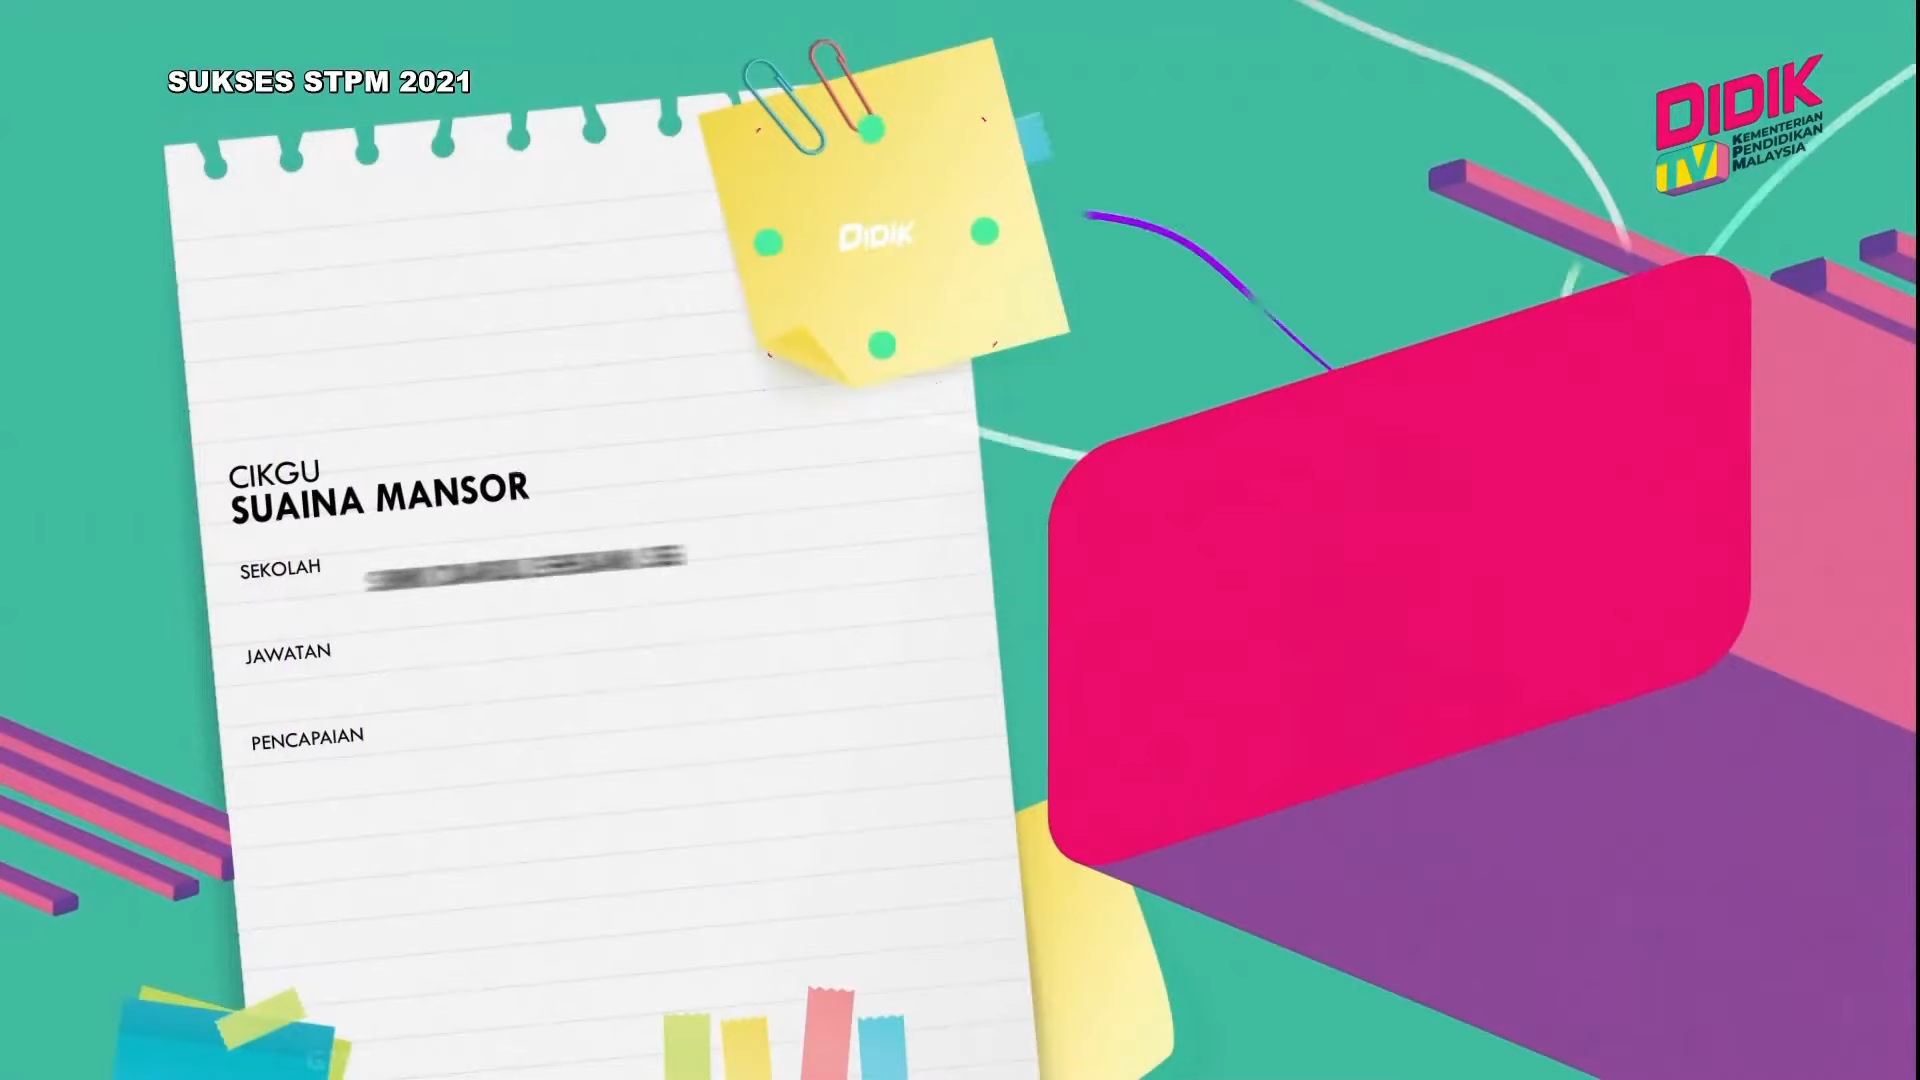 SUKSES STPM 2021
DIDIK
TV
KEMENTERIAN
PENDIDIKAN
MALAYSIA
DIDIK
CIKGU
SUAINA MANSOR
SEKOLAH
JAWATAN
PENCAPAIAN